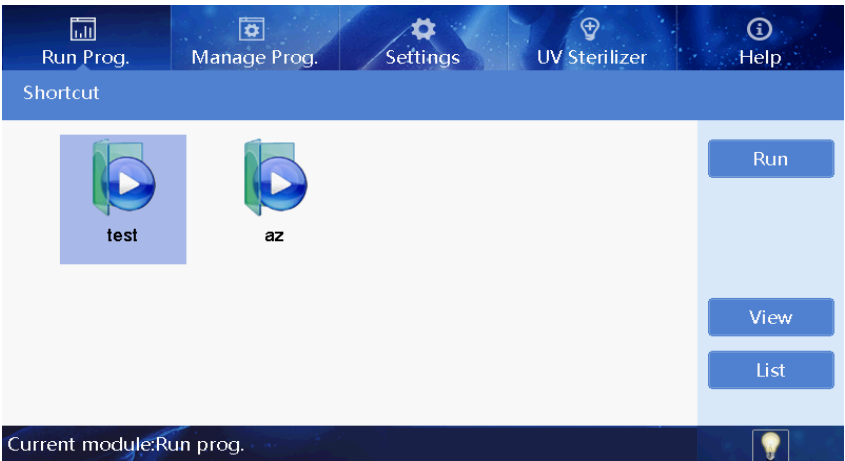 Run Prog.
Manage Prog.
Settings
UV Sterilizer
Help
Shortcut
test
az
Run
View
List
Current module:Run prog.